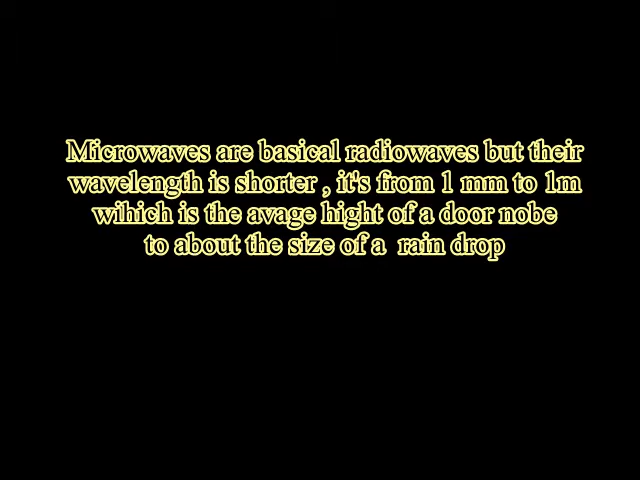 Microwaves are basical radiowaves but their
wavelength is shorter , it's from 1 mm to 1m
wihich is the avage hight of a door nobe
to about the size of a rain drop